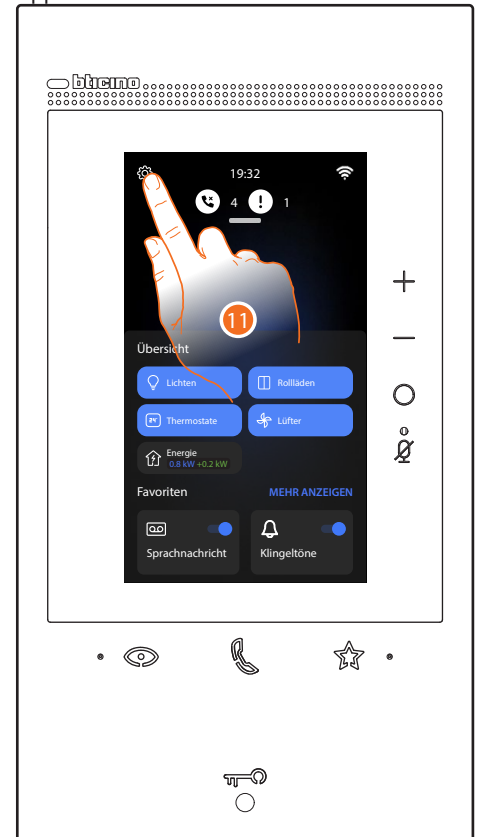 bticino
19:32
4 1
11
Übersicht
Lichten Rollläden
Thermostate Lüfter
Energie
0.8 kW +0.2 kW
Favoriten MEHR ANZEIGEN
Sprachnachricht Klingeltöne